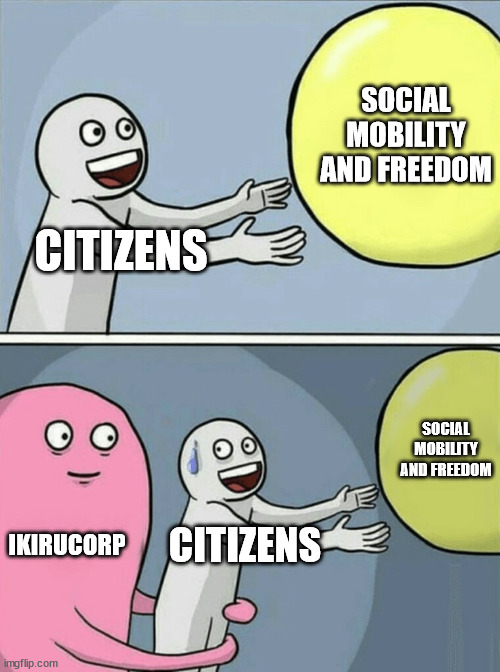 SOCIAL
MOBILITY
AND FREEDOM
CITIZENS
SOCIAL
MOBILITY
AND FREEDOM
IKIRUCORP
CITIZENS
imgflip.com